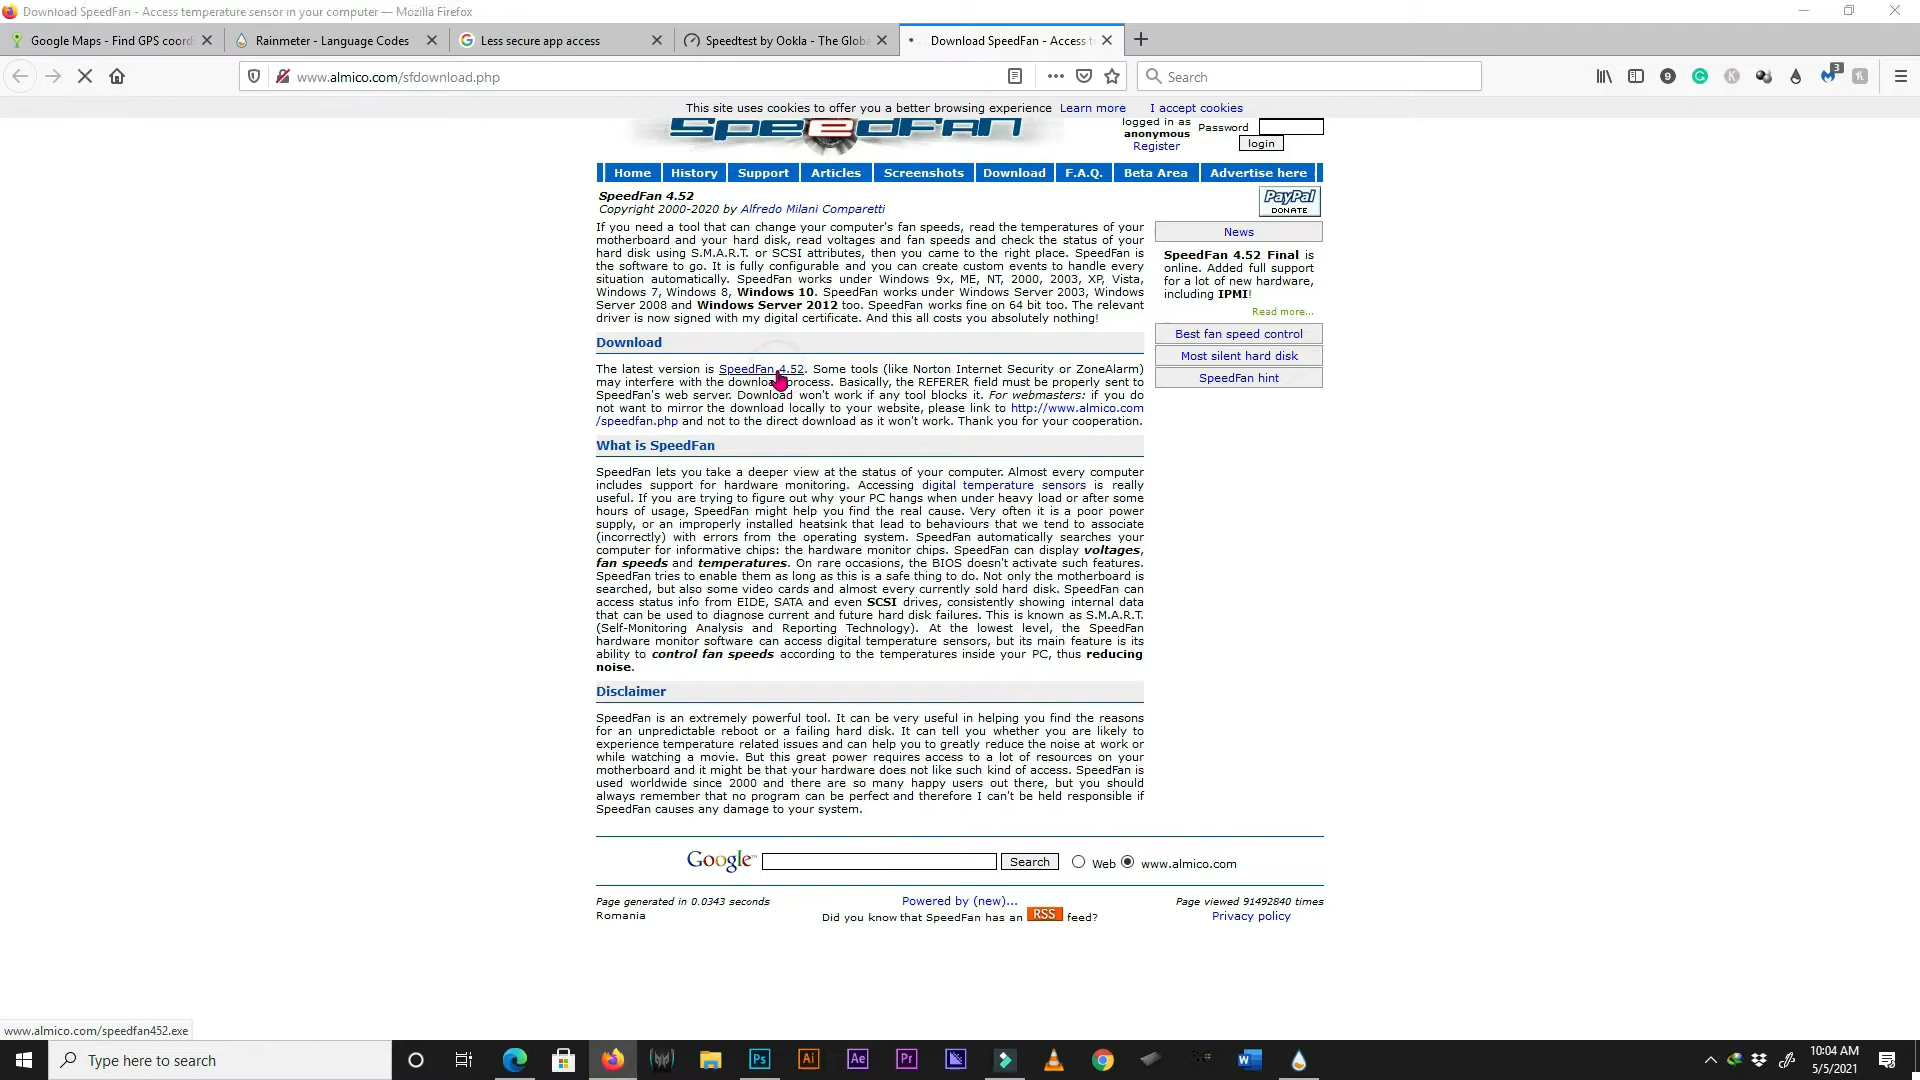 Download SpeedFan - Access temperature sensor in your computer — Mozilla Firefox
Google Maps - Find GPS coord
Rainmeter - Language Codes
Less secure app access
Speedtest by Ookla - The Globa
Download SpeedFan - Access t
www.almico.com/sfdownload.php
Search
9
3
This site uses cookies to offer you a better browsing experience Learn more I accept cookies
SpeedFan
logged in as
anonymous
Register
Password
login
Home History Support Articles Screenshots Download F.A.Q. Beta Area Advertise here
SpeedFan 4.52
Copyright 2000-2020 by Alfredo Milani Comparetti
PayPal
DONATE
If you need a tool that can change your computer's fan speeds, read the temperatures of your
motherboard and your hard disk, read voltages and fan speeds and check the status of your
hard disk using S.M.A.R.T. or SCSI attributes, then you came to the right place. SpeedFan is
the software to go. It is fully configurable and you can create custom events to handle every
situation automatically. SpeedFan works under Windows 9x, ME, NT, 2000, 2003, XP, Vista,
Windows 7, Windows 8, Windows 10. SpeedFan works under Windows Server 2003, Windows
Server 2008 and Windows Server 2012 too. SpeedFan works fine on 64 bit too. The relevant
driver is now signed with my digital certificate. And this all costs you absolutely nothing!
News
SpeedFan 4.52 Final is
online. Added full support
for a lot of new hardware,
including IPMI!
Read more...
Best fan speed control
Most silent hard disk
SpeedFan hint
Download
The latest version is SpeedFan 4.52. Some tools (like Norton Internet Security or ZoneAlarm)
may interfere with the download process. Basically, the REFERER field must be properly sent to
SpeedFan's web server. Download won't work if any tool blocks it. For webmasters: if you do
not want to mirror the download locally to your website, please link to http://www.almico.com
/speedfan.php and not to the direct download as it won't work. Thank you for your cooperation.
What is SpeedFan
SpeedFan lets you take a deeper view at the status of your computer. Almost every computer
includes support for hardware monitoring. Accessing digital temperature sensors is really
useful. If you are trying to figure out why your PC hangs when under heavy load or after some
hours of usage, SpeedFan might help you find the real cause. Very often it is a poor power
supply, or an improperly installed heatsink that lead to behaviours that we tend to associate
(incorrectly) with errors from the operating system. SpeedFan automatically searches your
computer for informative chips: the hardware monitor chips. SpeedFan can display voltages,
fan speeds and temperatures. On rare occasions, the BIOS doesn't activate such features.
SpeedFan tries to enable them as long as this is a safe thing to do. Not only the motherboard is
searched, but also some video cards and almost every currently sold hard disk. SpeedFan can
access status info from EIDE, SATA and even SCSI drives, consistently showing internal data
that can be used to diagnose current and future hard disk failures. This is known as S.M.A.R.T.
(Self-Monitoring Analysis and Reporting Technology). At the lowest level, the SpeedFan
hardware monitor software can access digital temperature sensors, but its main feature is its
ability to control fan speeds according to the temperatures inside your PC, thus reducing
noise.
Disclaimer
SpeedFan is an extremely powerful tool. It can be very useful in helping you find the reasons
for an unpredictable reboot or a failing hard disk. It can tell you whether you are likely to
experience temperature related issues and can help you to greatly reduce the noise at work or
while watching a movie. But this great power requires access to a lot of resources on your
motherboard and it might be that your hardware does not like such kind of access. SpeedFan is
used worldwide since 2000 and there are so many happy users out there, but you should
always remember that no program can be perfect and therefore I can't be held responsible if
SpeedFan causes any damage to your system.
Google Search Web www.almico.com
Page generated in 0.0343 seconds
Romania
Powered by (new)...
Did you know that SpeedFan has an RSS feed?
Page viewed 91492840 times
Privacy policy
www.almico.com/speedfan452.exe
Type here to search
Ps
Ai
Ae
Pr
W
10:04 AM
5/5/2021